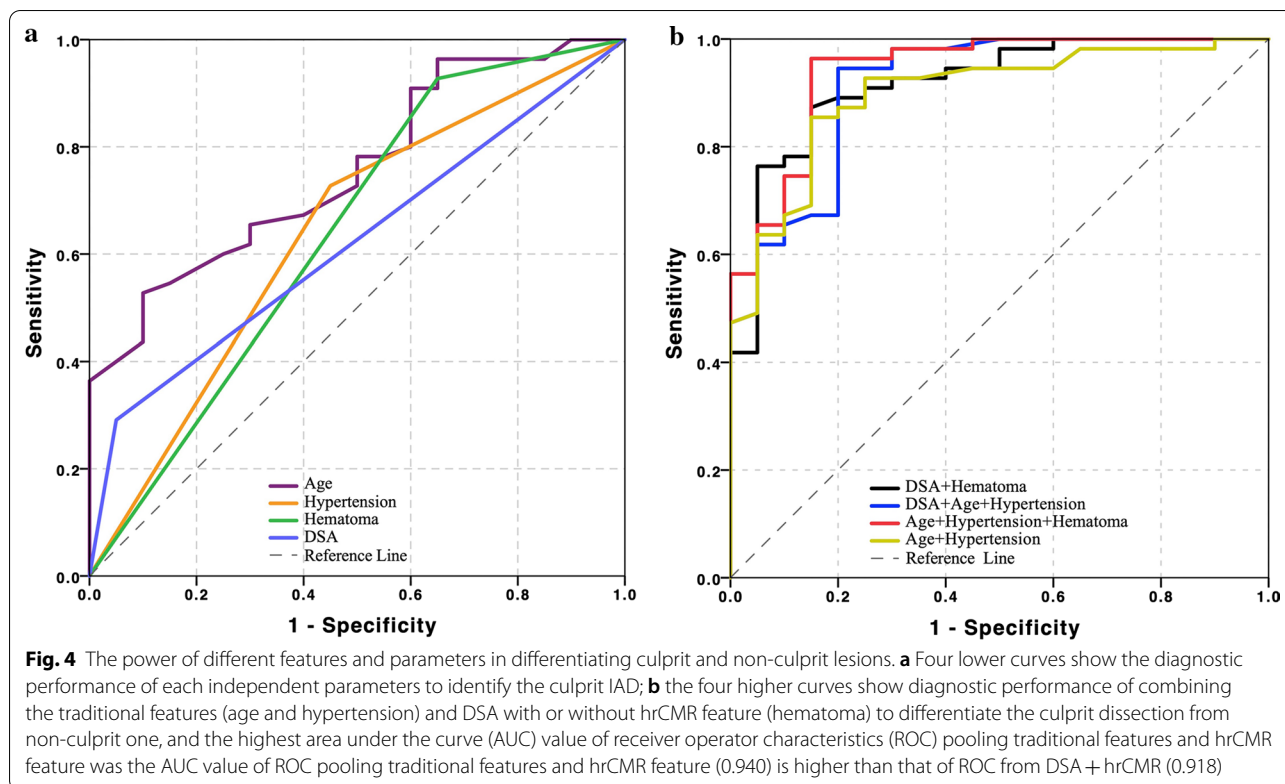 a
1.0
0.8
0.6
0.4
0.2
0.0
Sensitivity
Age
Hypertension
Hematoma
DSA
Reference Line
0.0 0.2 0.4 0.6 0.8 1.0
1 - Specificity
b
1.0
0.8
0.6
0.4
0.2
0.0
Sensitivity
DSA+Hematoma
DSA+Age+Hypertension
Age+Hypertension+Hematoma
Age+Hypertension
Reference Line
0.0 0.2 0.4 0.6 0.8 1.0
1 - Specificity
Fig. 4 The power of different features and parameters in differentiating culprit and non-culprit lesions. a Four lower curves show the diagnostic
performance of each independent parameters to identify the culprit IAD; b the four higher curves show diagnostic performance of combining
the traditional features (age and hypertension) and DSA with or without hrCMR feature (hematoma) to differentiate the culprit dissection from
non-culprit one, and the highest area under the curve (AUC) value of receiver operator characteristics (ROC) pooling traditional features and hrCMR
feature was the AUC value of ROC pooling traditional features and hrCMR feature (0.940) is higher than that of ROC from DSA + hrCMR (0.918)